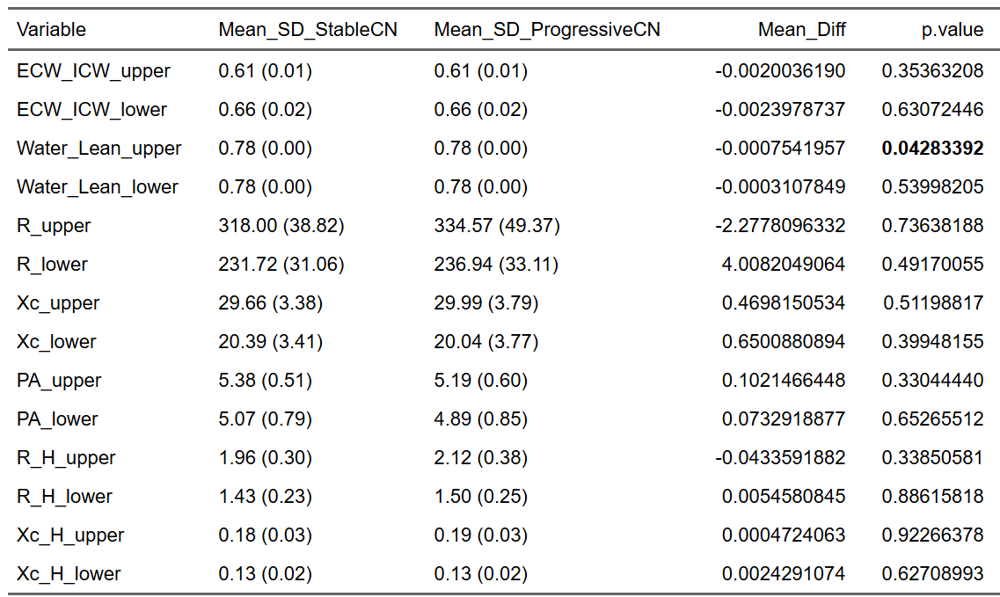 Variable Mean_SD_StableCN Mean_SD_ProgressiveCN Mean_Diff p.value
ECW_ICW_upper 0.61 (0.01) 0.61 (0.01) -0.0020036190 0.35363208
ECW_ICW_lower 0.66 (0.02) 0.66 (0.02) -0.0023978737 0.63072446
Water_Lean_upper 0.78 (0.00) 0.78 (0.00) -0.0007541957 0.04283392
Water_Lean_lower 0.78 (0.00) 0.78 (0.00) -0.0003107849 0.53998205
R_upper 318.00 (38.82) 334.57 (49.37) -2.2778096332 0.73638188
R_lower 231.72 (31.06) 236.94 (33.11) 4.0082049064 0.49170055
Xc_upper 29.66 (3.38) 29.99 (3.79) 0.4698150534 0.51198817
Xc_lower 20.39 (3.41) 20.04 (3.77) 0.6500880894 0.39948155
PA_upper 5.38 (0.51) 5.19 (0.60) 0.1021466448 0.33044440
PA_lower 5.07 (0.79) 4.89 (0.85) 0.0732918877 0.65265512
R_H_upper 1.96 (0.30) 2.12 (0.38) -0.0433591882 0.33850581
R_H_lower 1.43 (0.23) 1.50 (0.25) 0.0054580845 0.88615818
Xc_H_upper 0.18 (0.03) 0.19 (0.03) 0.0004724063 0.92266378
Xc_H_lower 0.13 (0.02) 0.13 (0.02) 0.0024291074 0.62708993